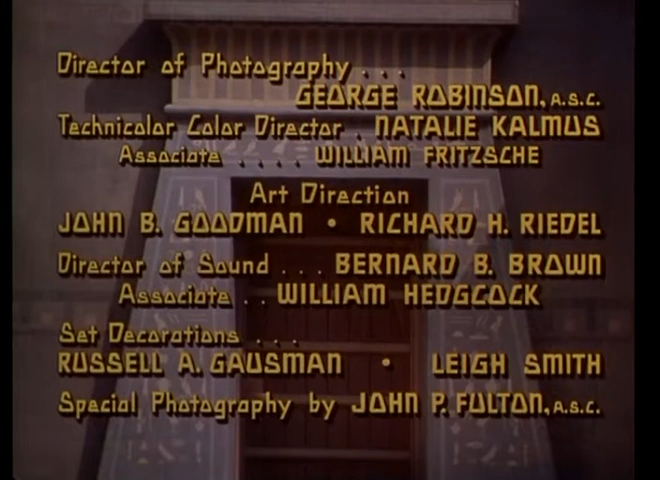 Director of Photography . . .
GEORGE ROBINSON, A.S.C.
Technicolor Color Director . NATALIE KALMUS
Associate . . . . WILLIAM FRITZSCHE
Art Direction
JOHN B. GOODMAN • RICHARD H. RIEDEL
Director of Sound . . . BERNARD B. BROWN
Associate . . WILLIAM HEDGCOCK
Set Decorations . . .
RUSSELL A. GAUSMAN • LEIGH SMITH
Special Photography by JOHN P. FULTON, A.S.C.